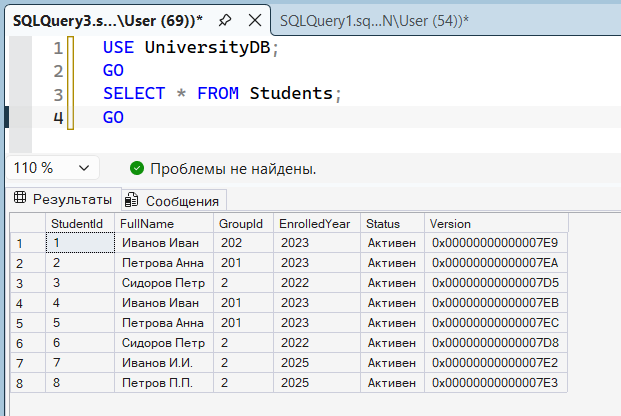 SQLQuery3.s...\User (69))*
SQLQuery1.sq...N\User (54))*
1 USE UniversityDB;
2 GO
3 SELECT * FROM Students;
4 GO
110 %
Проблемы не найдены.
Результаты
Сообщения
StudentId FullName GroupId EnrolledYear Status Version
1 1 Иванов Иван 202 2023 Активен 0x00000000000007E9
2 2 Петрова Анна 201 2023 Активен 0x00000000000007EA
3 3 Сидоров Петр 2 2022 Активен 0x00000000000007D5
4 4 Иванов Иван 201 2023 Активен 0x00000000000007EB
5 5 Петрова Анна 201 2023 Активен 0x00000000000007EC
6 6 Сидоров Петр 2 2022 Активен 0x00000000000007D8
7 7 Иванов И.И. 2 2025 Активен 0x00000000000007E2
8 8 Петров П.П. 2 2025 Активен 0x00000000000007E3